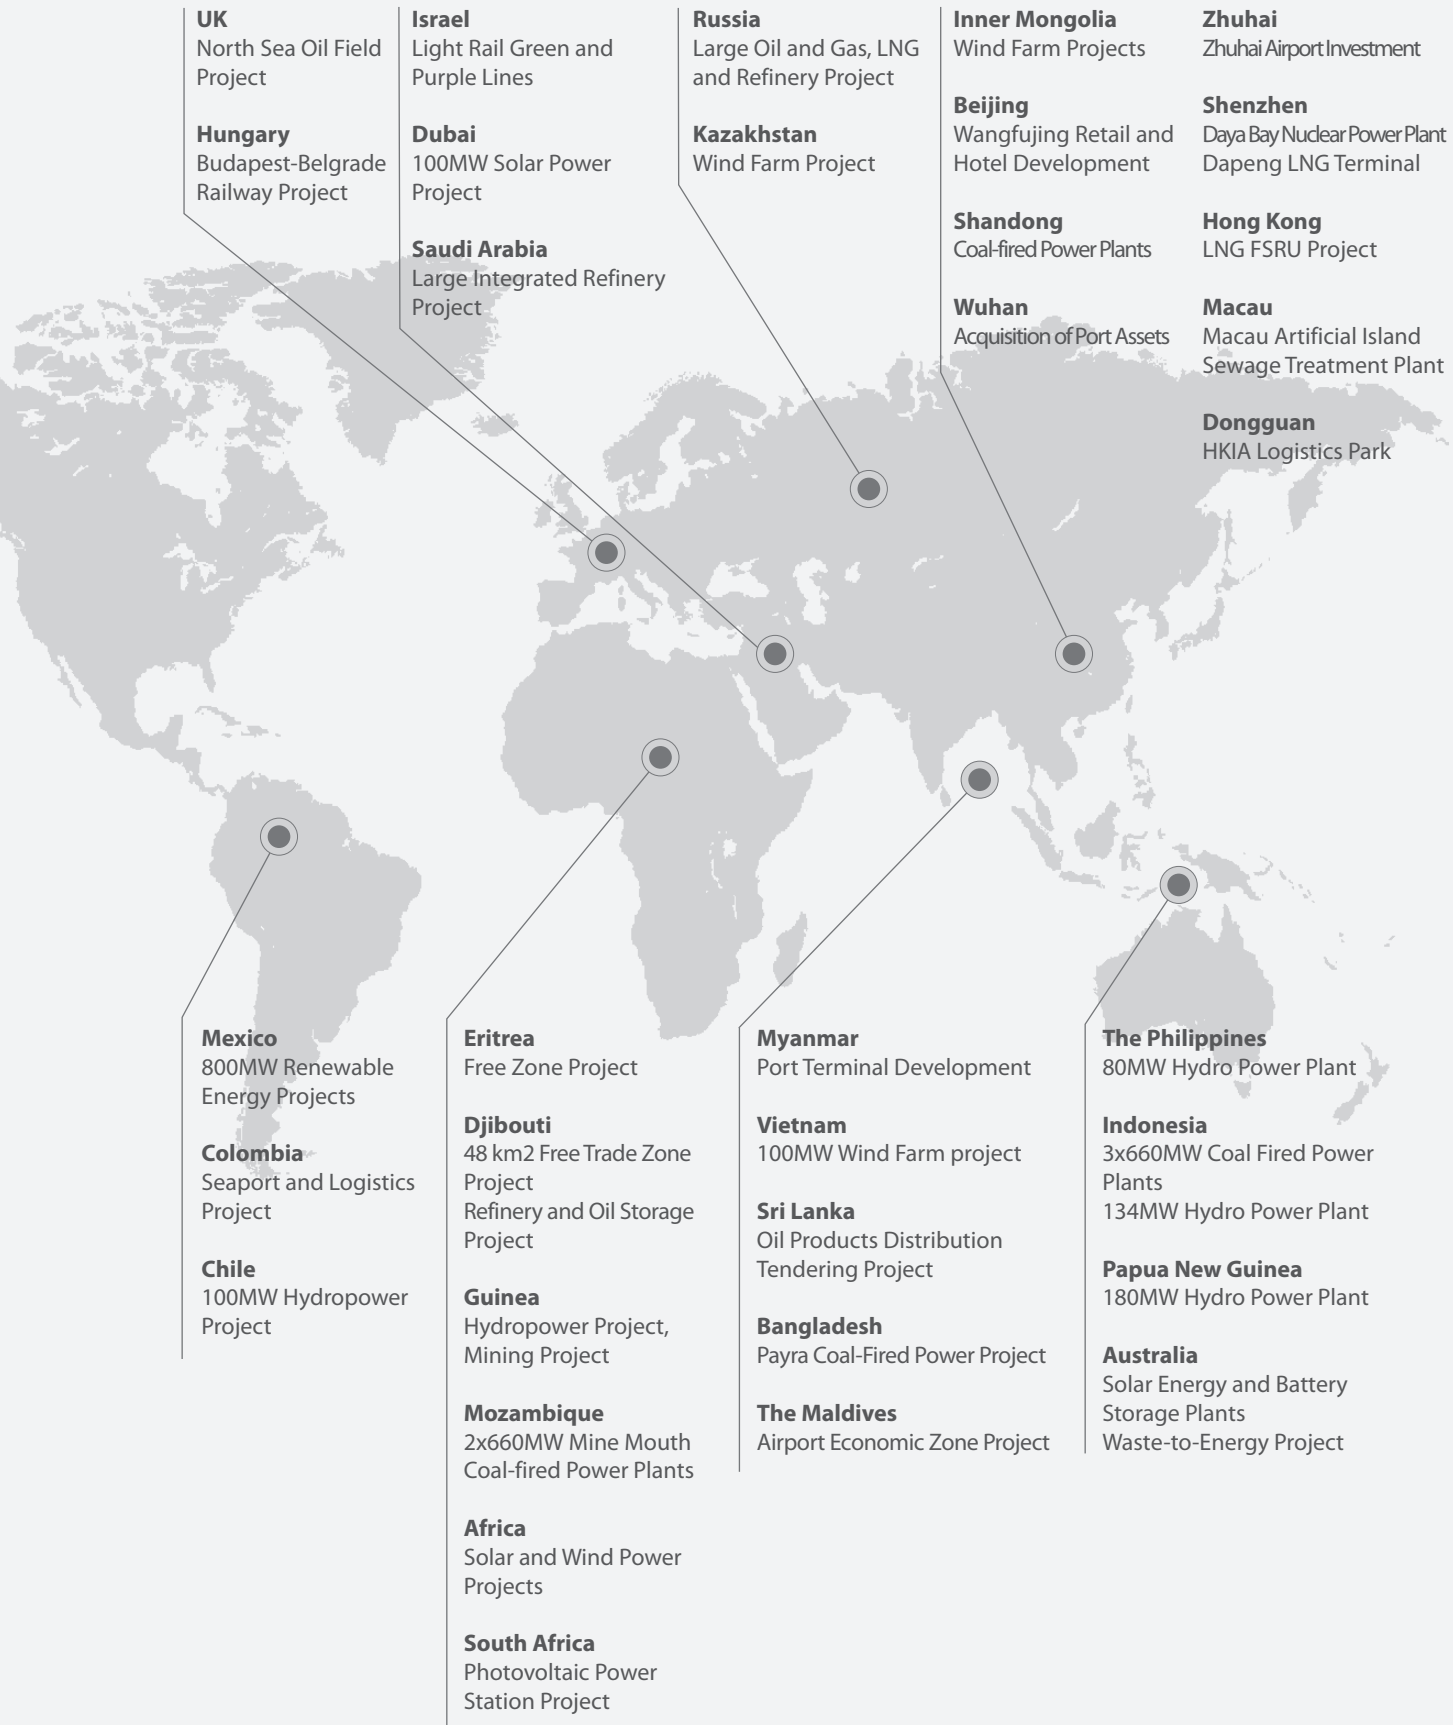 UK
North Sea Oil Field
Project
Hungary
Budapest-Belgrade
Railway Project
Israel
Light Rail Green and
Purple Lines
Dubai
100MW Solar Power
Project
Saudi Arabia
Large Integrated Refinery
Project
Russia
Large Oil and Gas, LNG
and Refinery Project
Kazakhstan
Wind Farm Project
Inner Mongolia
Wind Farm Projects
Beijing
Wangfujing Retail and
Hotel Development
Shandong
Coal-fired Power Plants
Wuhan
Acquisition of Port Assets
Zhuhai
Zhuhai Airport Investment
Shenzhen
Daya Bay Nuclear Power Plant
Dapeng LNG Terminal
Hong Kong
LNG FSRU Project
Macau
Macau Artificial Island
Sewage Treatment Plant
Dongguan
HKIA Logistics Park
Mexico
800MW Renewable
Energy Projects
Colombia
Seaport and Logistics
Project
Chile
100MW Hydropower
Project
Eritrea
Free Zone Project
Djibouti
48 km2 Free Trade Zone
Project
Refinery and Oil Storage
Project
Guinea
Hydropower Project,
Mining Project
Mozambique
2x660MW Mine Mouth
Coal-fired Power Plants
Africa
Solar and Wind Power
Projects
South Africa
Photovoltaic Power
Station Project
Myanmar
Port Terminal Development
Vietnam
100MW Wind Farm project
Sri Lanka
Oil Products Distribution
Tendering Project
Bangladesh
Payra Coal-Fired Power Project
The Maldives
Airport Economic Zone Project
The Philippines
80MW Hydro Power Plant
Indonesia
3x660MW Coal Fired Power
Plants
134MW Hydro Power Plant
Papua New Guinea
180MW Hydro Power Plant
Australia
Solar Energy and Battery
Storage Plants
Waste-to-Energy Project